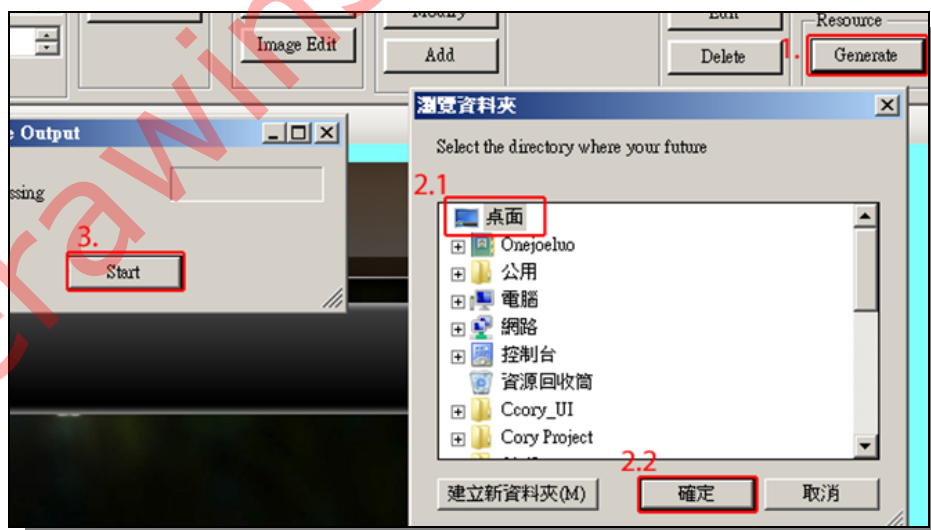 Modify
Edit
Resource
Image Edit
Add
Delete
1.
Generate
瀏覽資料夾
Output
Select the directory where your future
ssing
2.1
桌面
3.
Onejoeluo
Start
公用
電腦
網路
控制台
資源回收筒
Ccory_UI
Cory Project
2.2
建立新資料夾(M)
確定
取消